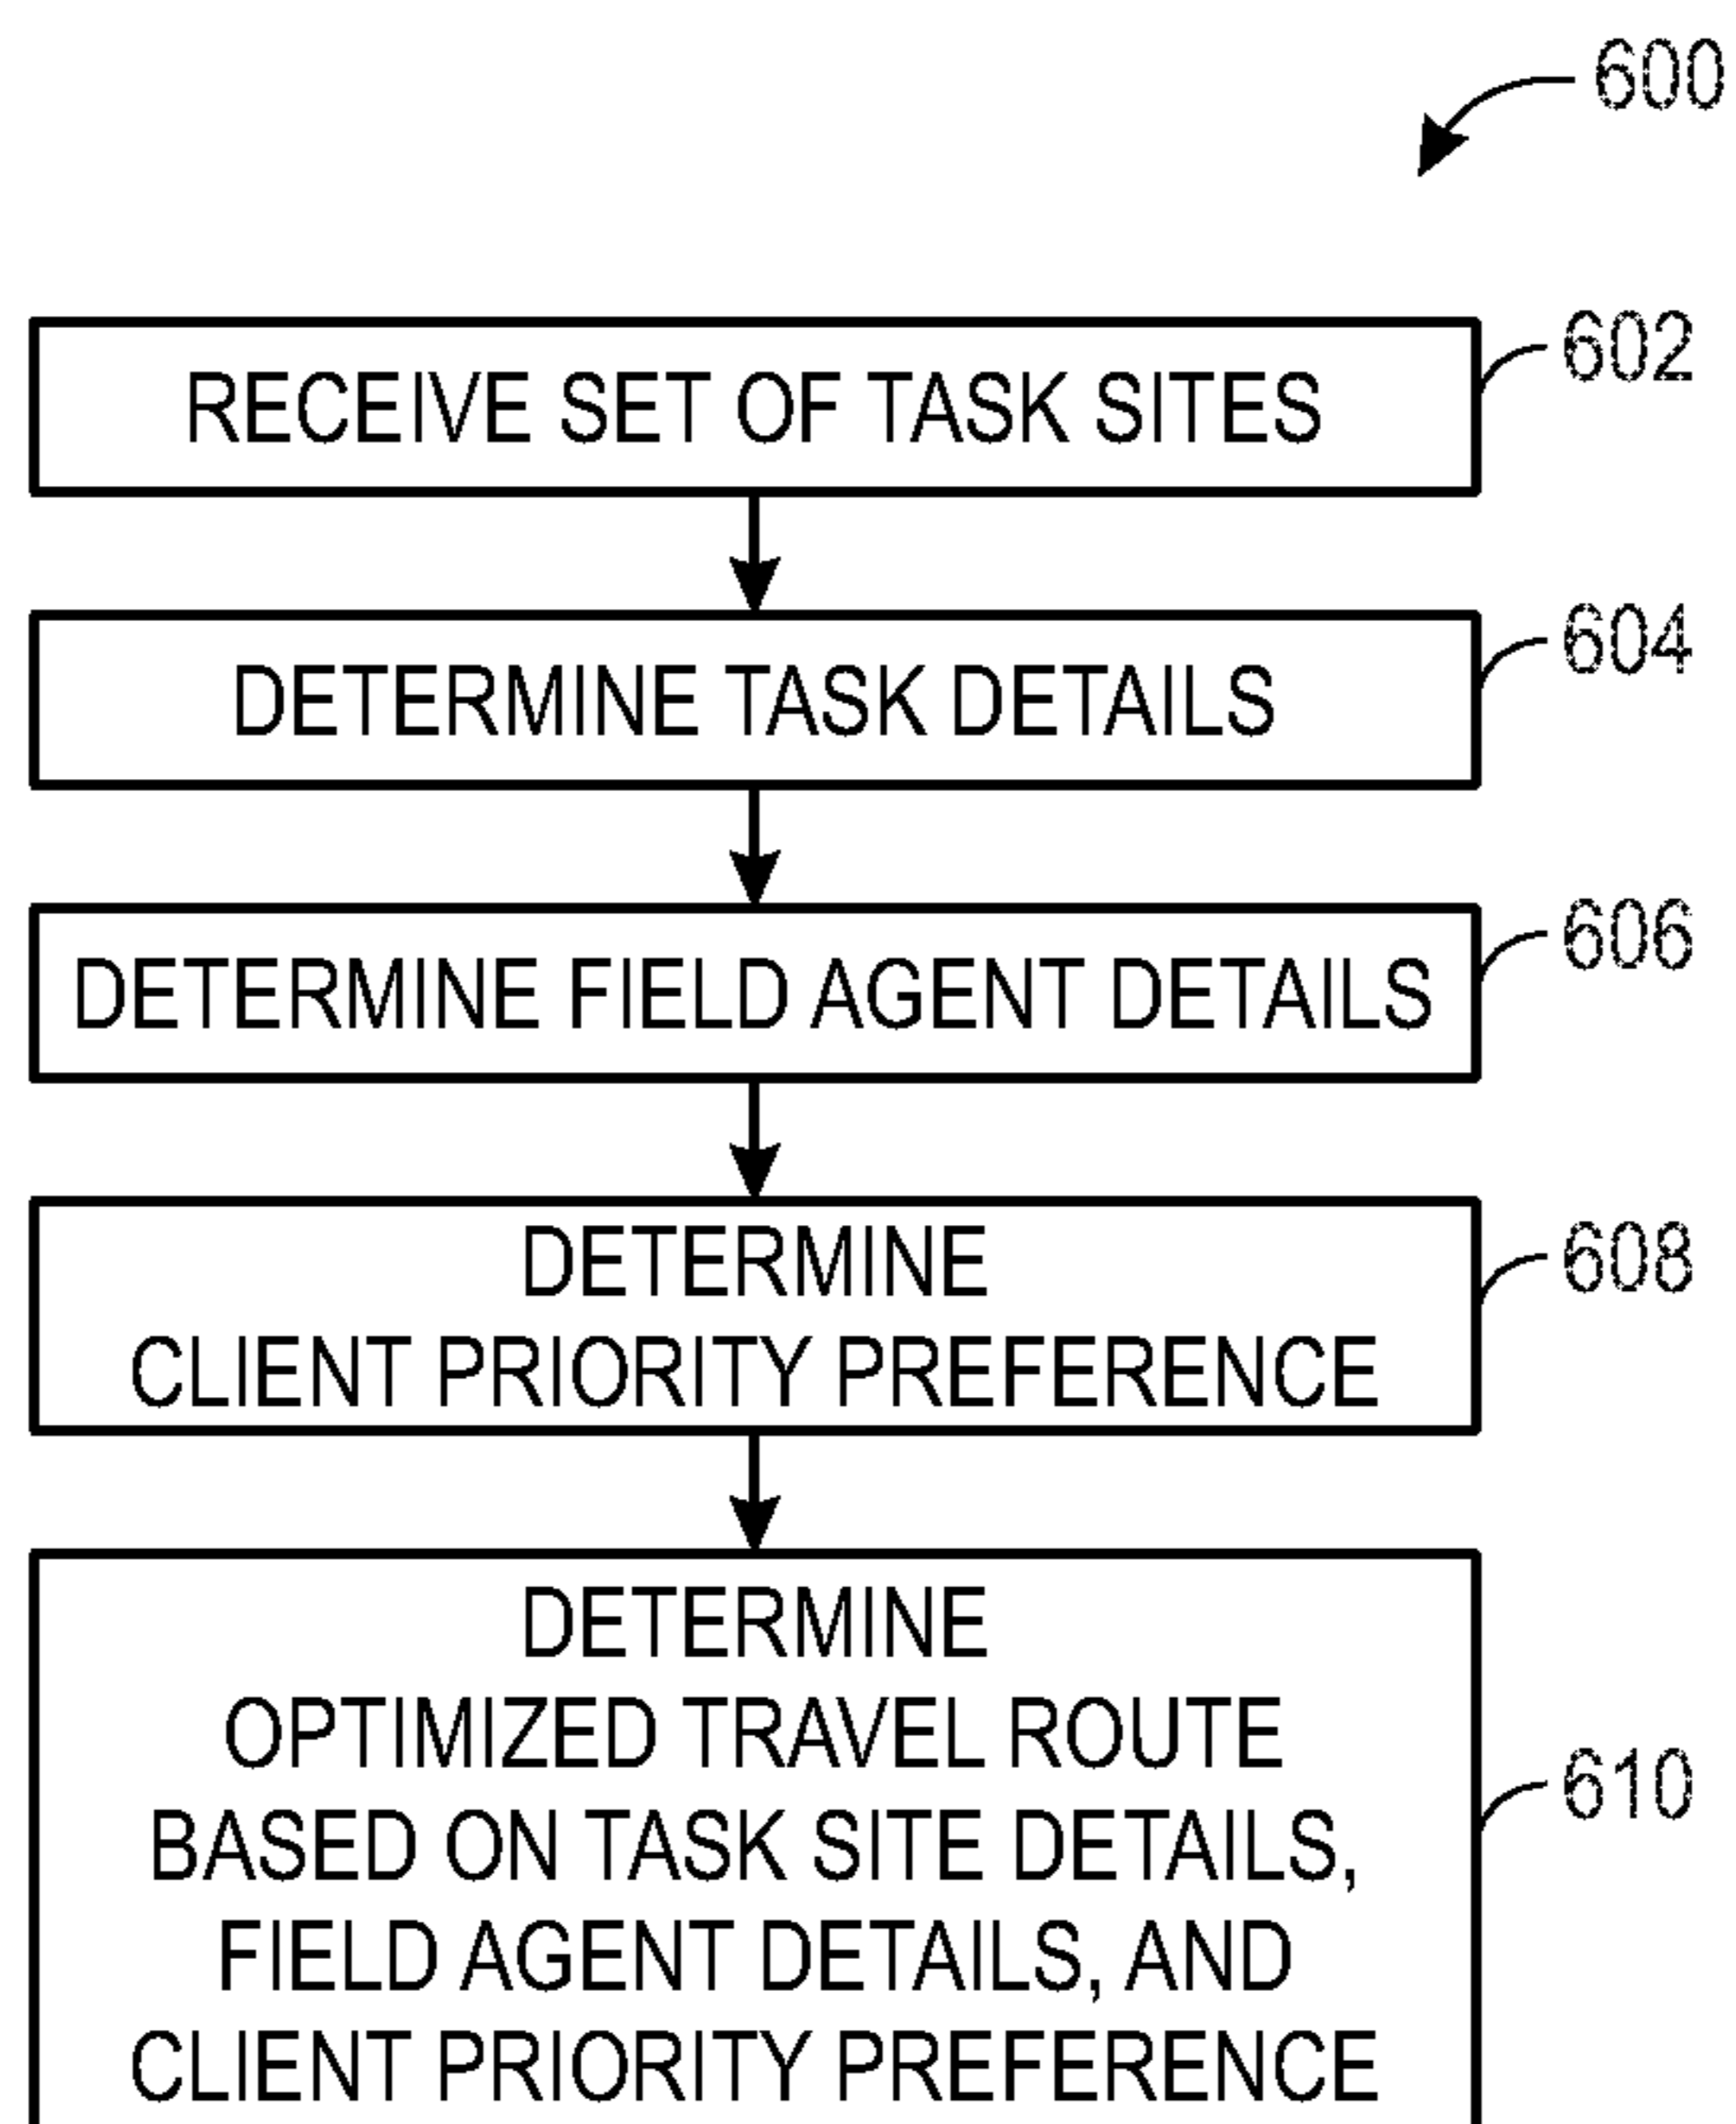 600
RECEIVE SET OF TASK SITES
602
DETERMINE TASK DETAILS
604
DETERMINE FIELD AGENT DETAILS
606
DETERMINE
CLIENT PRIORITY PREFERENCE
608
DETERMINE
OPTIMIZED TRAVEL ROUTE
BASED ON TASK SITE DETAILS,
FIELD AGENT DETAILS, AND
CLIENT PRIORITY PREFERENCE
610